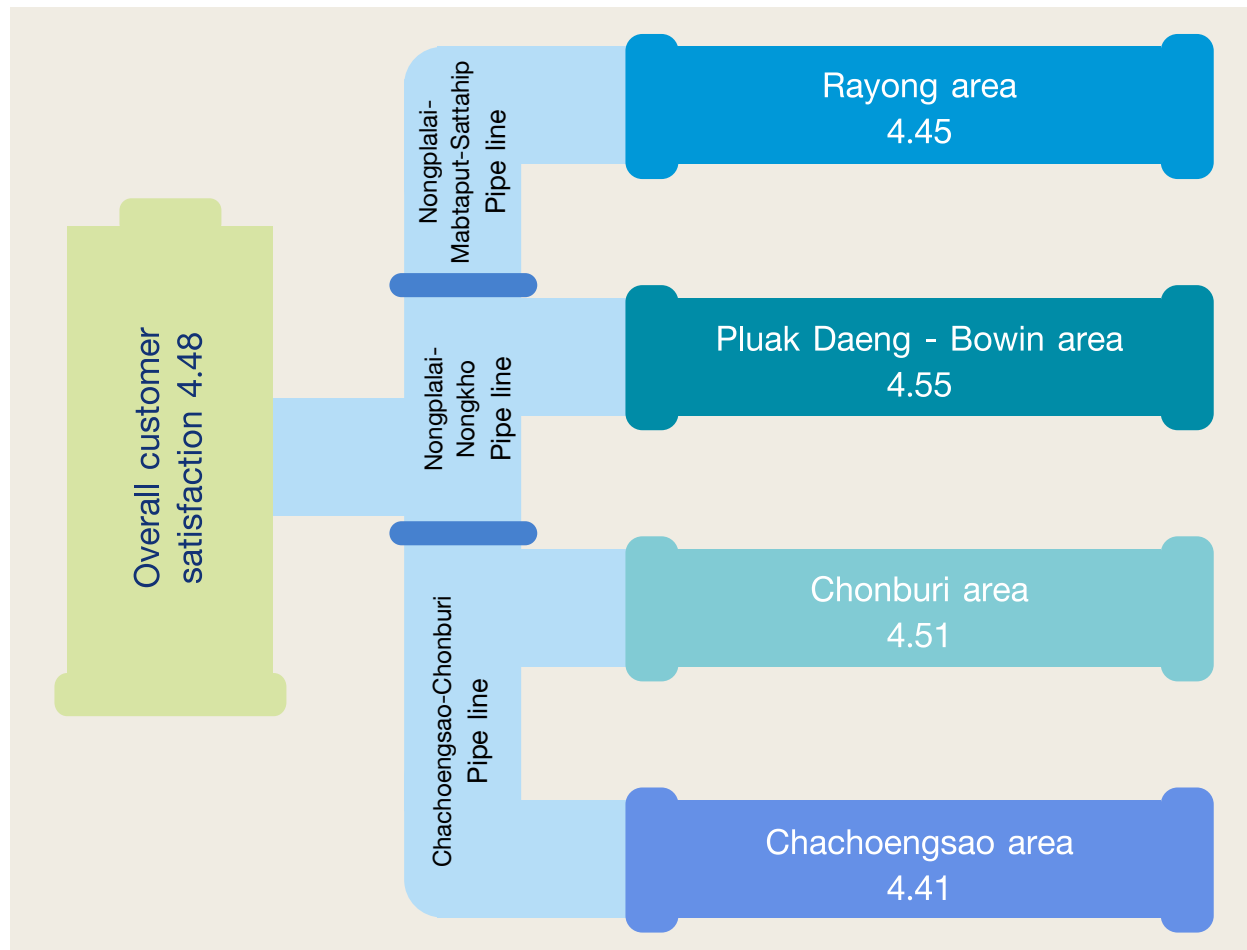 Overall customer
satisfaction 4.48
Nongplalai-
Mabtaput-Sattahip
Pipe line
Nongplalai-
Nongkho
Pipe line
Chachoengsao-Chonburi
Pipe line
Rayong area
4.45
Pluak Daeng - Bowin area
4.55
Chonburi area
4.51
Chachoengsao area
4.41